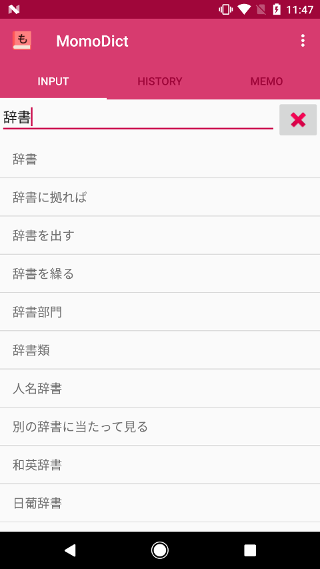 11:47
も
MomoDict
INPUT HISTORY MEMO
辞書
辞書
辞書に拠れば
辞書を出す
辞書を繰る
辞書部門
辞書類
人名辞書
別の辞書に当たって見る
和英辞書
日葡辞書